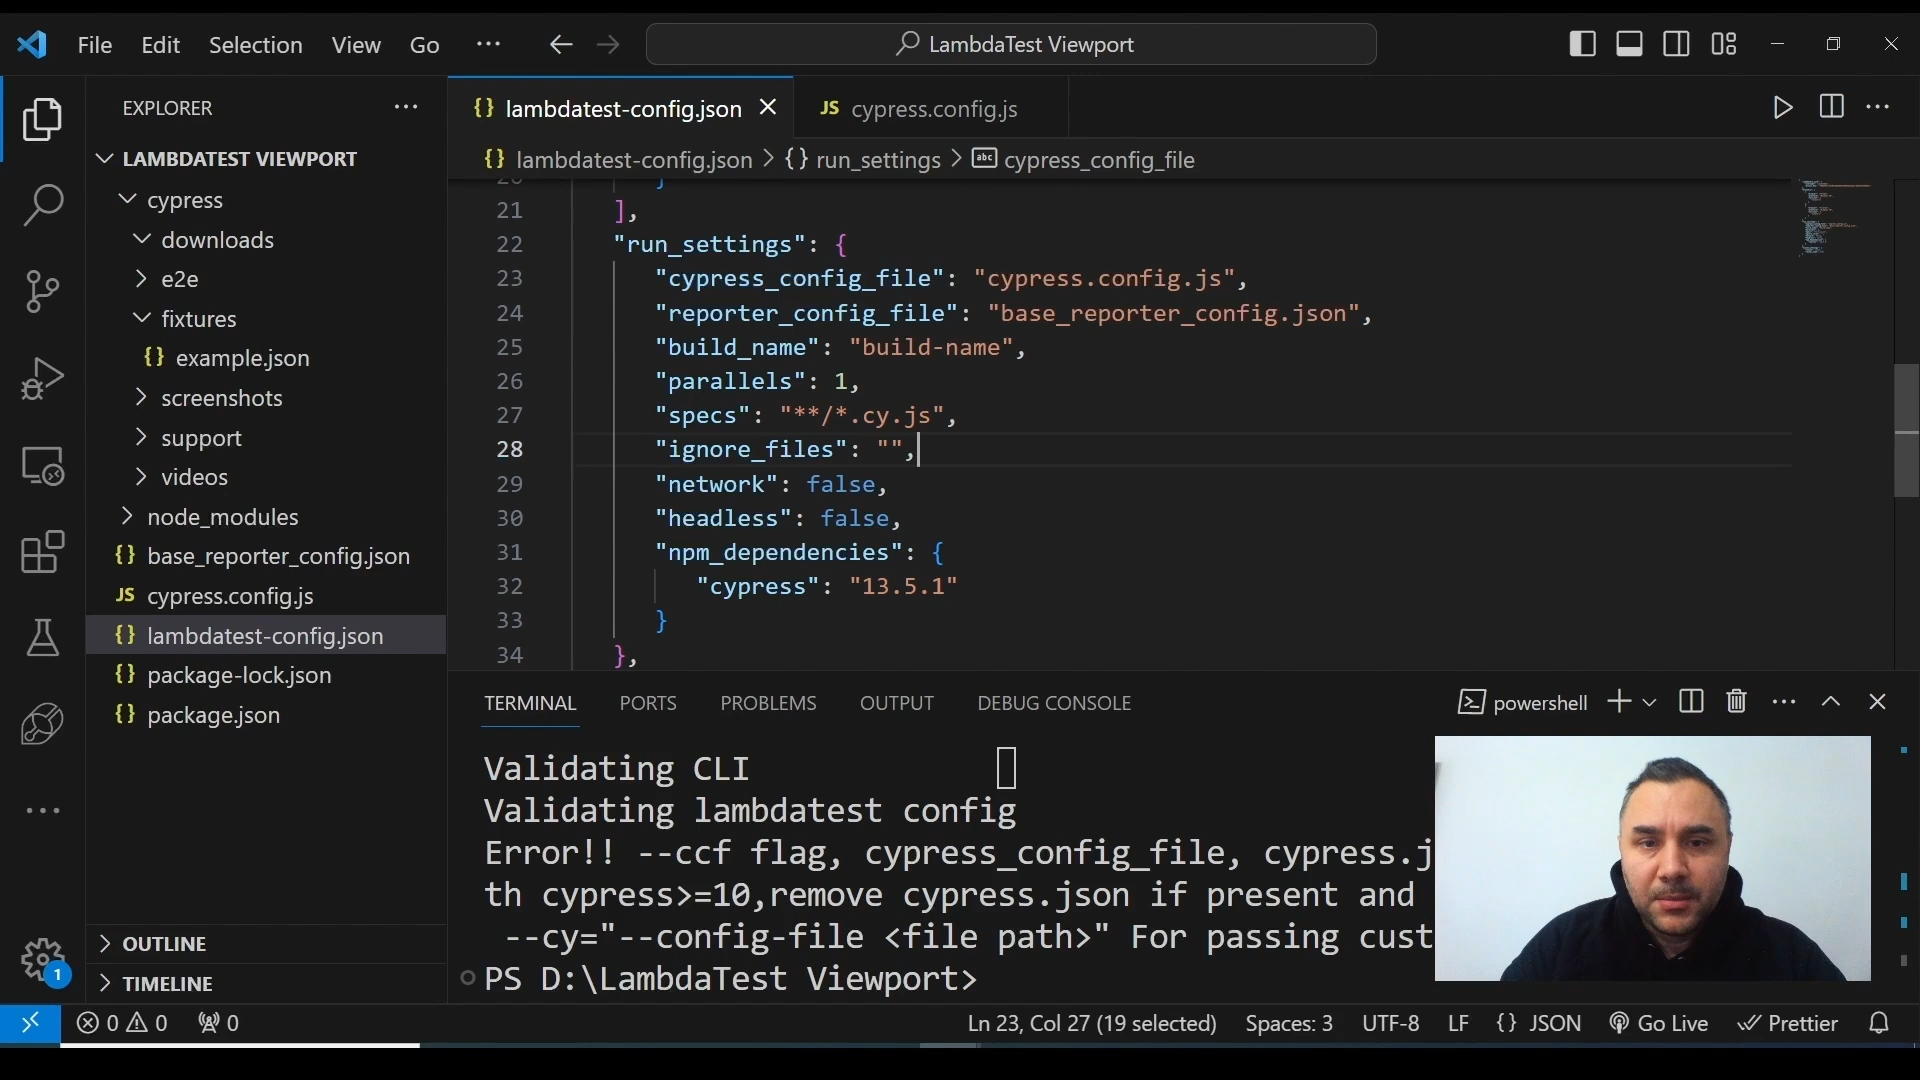 File Edit Selection View Go ··· LambdaTest Viewport
EXPLORER ···
LAMBDATEST VIEWPORT
cypress
downloads
e2e
fixtures
{} example.json
screenshots
support
videos
node_modules
{} base_reporter_config.json
JS cypress.config.js
{} lambdatest-config.json
{} package-lock.json
{} package.json
OUTLINE
TIMELINE
1
{} lambdatest-config.json JS cypress.config.js
{} lambdatest-config.json > {} run_settings > abc cypress_config_file
20 }
21 ],
22 "run_settings": {
23 "cypress_config_file": "cypress.config.js",
24 "reporter_config_file": "base_reporter_config.json",
25 "build_name": "build-name",
26 "parallels": 1,
27 "specs": "**/*.cy.js",
28 "ignore_files": "",
29 "network": false,
30 "headless": false,
31 "npm_dependencies": {
32 "cypress": "13.5.1"
33 }
34 },
TERMINAL PORTS PROBLEMS OUTPUT DEBUG CONSOLE powershell
Validating CLI
Validating lambdatest config
Error!! --ccf flag, cypress_config_file, cypress.j
th cypress>=10,remove cypress.json if present and
--cy="--config-file <file path>" For passing cust
PS D:\LambdaTest Viewport>
0 0 0 Ln 23, Col 27 (19 selected) Spaces: 3 UTF-8 LF {} JSON Go Live Prettier